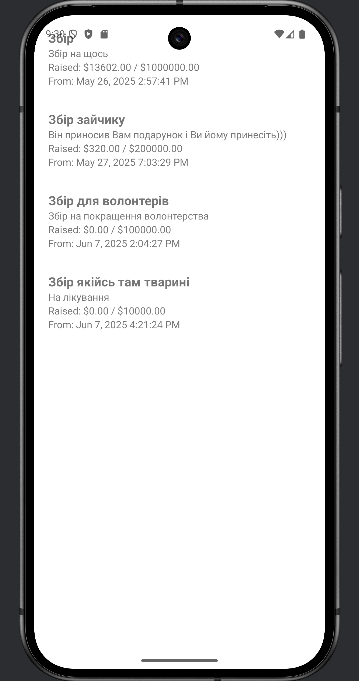 9:30
Збір
Збір на щось
Raised: $13602.00 / $1000000.00
From: May 26, 2025 2:57:41 PM
Збір зайчику
Він приносив Вам подарунок і Ви йому принесіть)))
Raised: $320.00 / $200000.00
From: May 27, 2025 7:03:29 PM
Збір для волонтерів
Збір на покращення волонтерства
Raised: $0.00 / $100000.00
From: Jun 7, 2025 2:04:27 PM
Збір якійсь там тварині
На лікування
Raised: $0.00 / $10000.00
From: Jun 7, 2025 4:21:24 PM